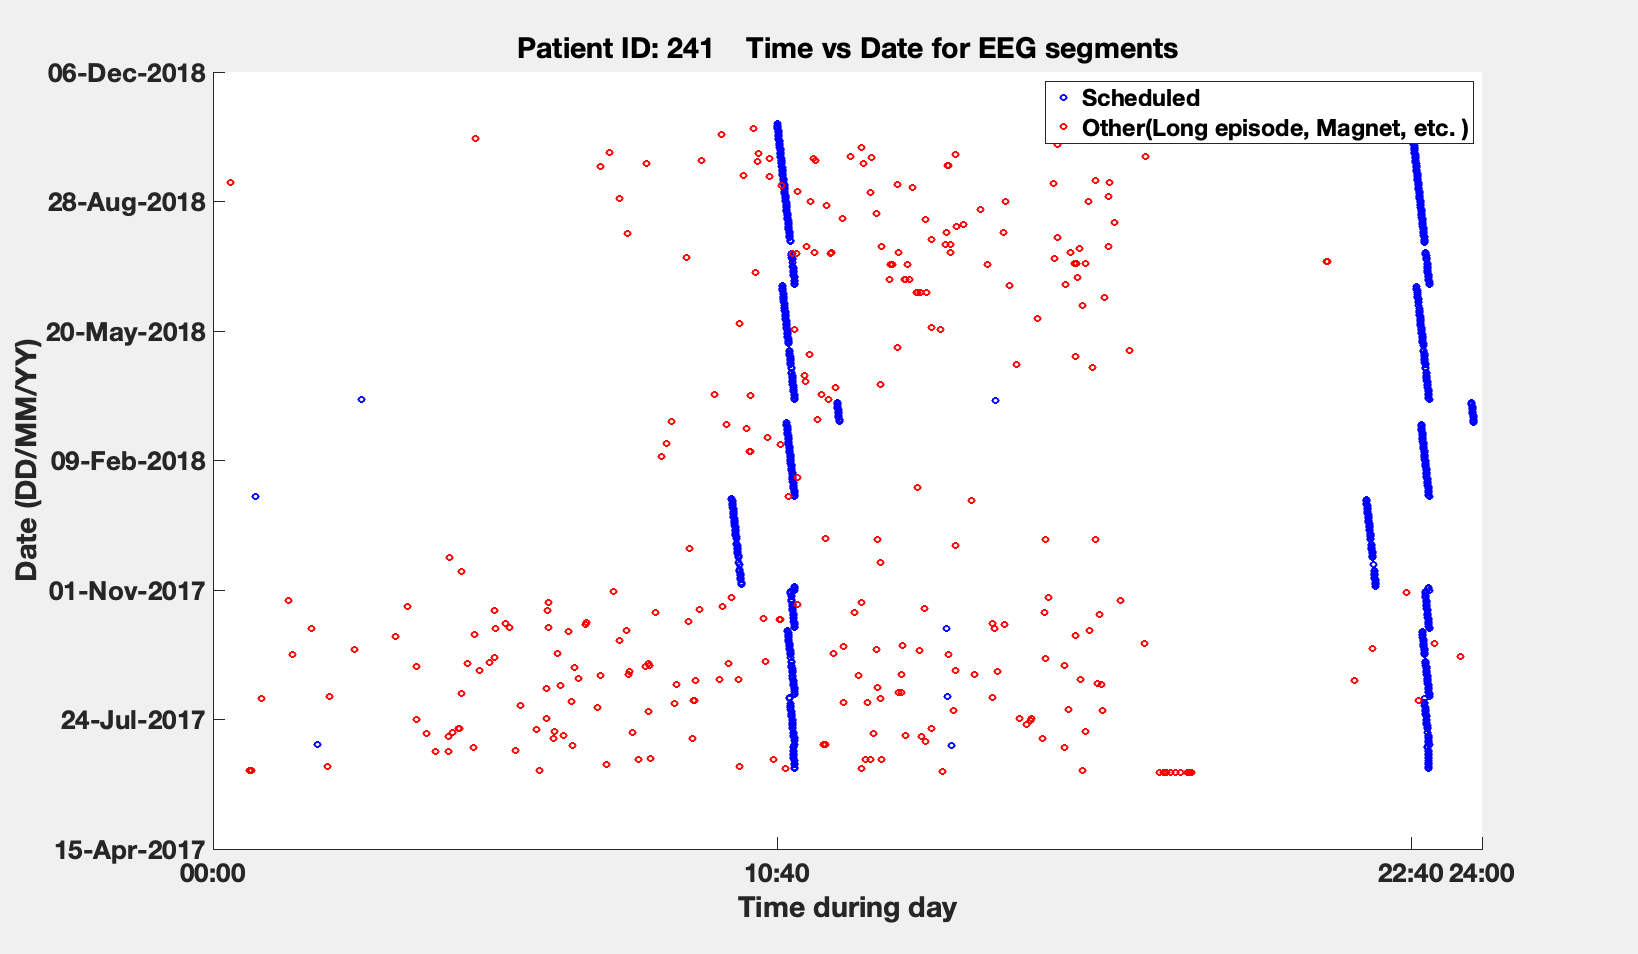 Patient ID: 241    Time vs Date for EEG segments
06-Dec-2018
Scheduled
Other(Long episode, Magnet, etc. )
28-Aug-2018
20-May-2018
09-Feb-2018
01-Nov-2017
24-Jul-2017
15-Apr-2017
Date (DD/MM/YY)
00:00 10:40 22:40 24:00
Time during day